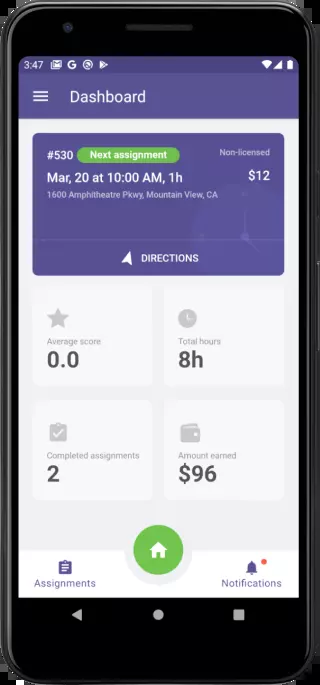 3:47
Dashboard
#530 Next assignment Non-licensed
Mar, 20 at 10:00 AM, 1h $12
1600 Amphitheatre Pkwy, Mountain View, CA
DIRECTIONS
Average score
0.0
Total hours
8h
Completed assignments
2
Amount earned
$96
Assignments
Notifications